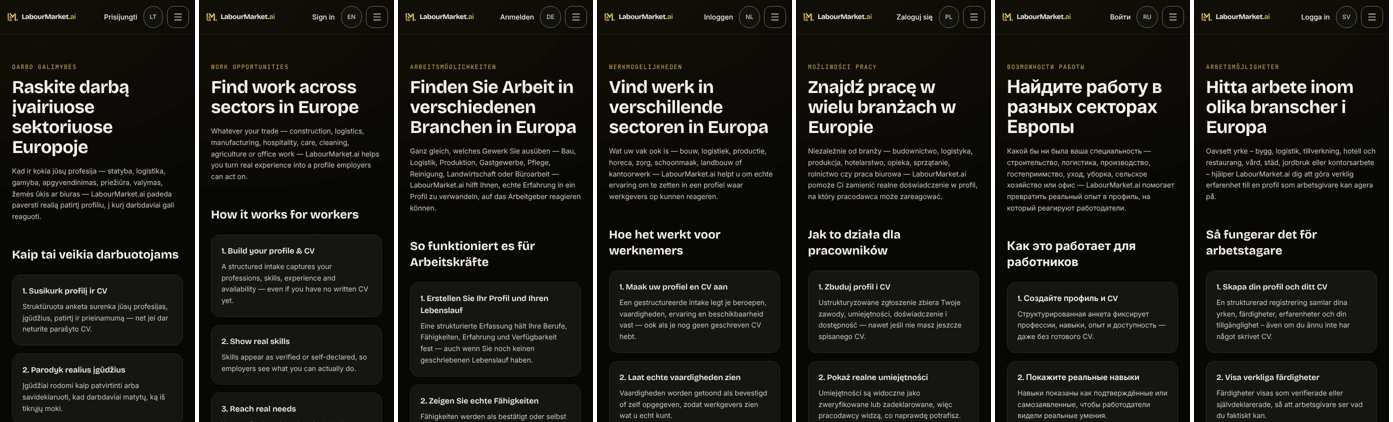 LabourMarket.ai Prisijungti LT
DARBO GALIMYBĖS
Raskite darbą
įvairiuose
sektoriuose
Europoje
Kad ir kokia jūsų profesija — statyba, logistika,
gamyba, apgyvendinimas, priežiūra, valymas,
žemės ūkis ar biuras — LabourMarket.ai padeda
paversti realią patirtį profiliu, į kurį darbdaviai gali
reaguoti.
Kaip tai veikia darbuotojams
1. Susikurk profilį ir CV
Struktūruota anketa surenka jūsų profesijas,
įgūdžius, patirtį ir prieinamumą — net jei dar
neturite parašyto CV.
2. Parodyk realius įgūdžius
Įgūdžiai rodomi kaip patvirtinti arba
savideklaruoti, kad darbdaviai matytų, ką iš
tikrųjų moki.
LabourMarket.ai Sign in EN
WORK OPPORTUNITIES
Find work across
sectors in Europe
Whatever your trade — construction, logistics,
manufacturing, hospitality, care, cleaning,
agriculture or office work — LabourMarket.ai helps
you turn real experience into a profile employers
can act on.
How it works for workers
1. Build your profile & CV
A structured intake captures your
professions, skills, experience and
availability — even if you have no written CV
yet.
2. Show real skills
Skills appear as verified or self-declared, so
employers see what you can actually do.
3. Reach real needs
LabourMarket.ai Anmelden DE
ARBEITSMÖGLICHKEITEN
Finden Sie Arbeit in
verschiedenen
Branchen in Europa
Ganz gleich, welches Gewerk Sie ausüben — Bau,
Logistik, Produktion, Gastgewerbe, Pflege,
Reinigung, Landwirtschaft oder Büroarbeit —
LabourMarket.ai hilft Ihnen, echte Erfahrung in ein
Profil zu verwandeln, auf das Arbeitgeber reagieren
können.
So funktioniert es für
Arbeitskräfte
1. Erstellen Sie Ihr Profil und Ihren
Lebenslauf
Eine strukturierte Erfassung hält Ihre Berufe,
Fähigkeiten, Erfahrung und Verfügbarkeit
fest — auch wenn Sie noch keinen
geschriebenen Lebenslauf haben.
2. Zeigen Sie echte Fähigkeiten
Fähigkeiten werden als bestätigt oder selbst
LabourMarket.ai Inloggen NL
WERKMOGELIJKHEDEN
Vind werk in
verschillende
sectoren in Europa
Wat uw vak ook is — bouw, logistiek, productie,
horeca, zorg, schoonmaak, landbouw of
kantoorwerk — LabourMarket.ai helpt u om echte
ervaring om te zetten in een profiel waar
werkgevers op kunnen reageren.
Hoe het werkt voor
werknemers
1. Maak uw profiel en CV aan
Een gestructureerde intake legt je beroepen,
vaardigheden, ervaring en beschikbaarheid
vast — ook als je nog geen geschreven CV
hebt.
2. Laat echte vaardigheden zien
Vaardigheden worden getoond als bevestigd
of zelf opgegeven, zodat werkgevers zien
wat u echt kunt.
LabourMarket.ai Zaloguj się PL
MOŻLIWOŚCI PRACY
Znajdź pracę w
wielu branżach w
Europie
Niezależnie od branży — budownictwo, logistyka,
produkcja, hotelarstwo, opieka, sprzątanie,
rolnictwo czy praca biurowa — LabourMarket.ai
pomoże Ci zamienić realne doświadczenie w profil,
na który pracodawca może zareagować.
Jak to działa dla
pracowników
1. Zbuduj profil i CV
Ustrukturyzowane zgłoszenie zbiera Twoje
zawody, umiejętności, doświadczenie i
dostępność — nawet jeśli nie masz jeszcze
spisanego CV.
2. Pokaż realne umiejętności
Umiejętności są widoczne jako
zweryfikowane lub zadeklarowane, więc
pracodawcy widzą, co naprawdę potrafisz.
LabourMarket.ai Войти RU
ВОЗМОЖНОСТИ РАБОТЫ
Найдите работу в
разных секторах
Европы
Какой бы ни была ваша специальность —
строительство, логистика, производство,
гостеприимство, уход, уборка, сельское
хозяйство или офис — LabourMarket.ai помогает
превратить реальный опыт в профиль, на
который реагируют работодатели.
Как это работает для
работников
1. Создайте профиль и CV
Структурированная анкета фиксирует
профессии, навыки, опыт и доступность —
даже без готового CV.
2. Покажите реальные навыки
Навыки показаны как подтверждённые или
самозаявленные, чтобы работодатели
видели реальные умения.
LabourMarket.ai Logga in SV
ARBETSMÖJLIGHETER
Hitta arbete inom
olika branscher i
Europa
Oavsett yrke – bygg, logistik, tillverkning, hotell och
restaurang, vård, städ, jordbruk eller kontorsarbete
– hjälper LabourMarket.ai dig att göra verklig
erfarenhet till en profil som arbetsgivare kan agera
på.
Så fungerar det för
arbetstagare
1. Skapa din profil och ditt CV
En strukturerad registrering samlar dina
yrken, färdigheter, erfarenheter och din
tillgänglighet – även om du ännu inte har
något skrivet CV.
2. Visa verkliga färdigheter
Färdigheter visas som verifierade eller
självdeklarerade, så att arbetsgivare ser vad
du faktiskt kan.